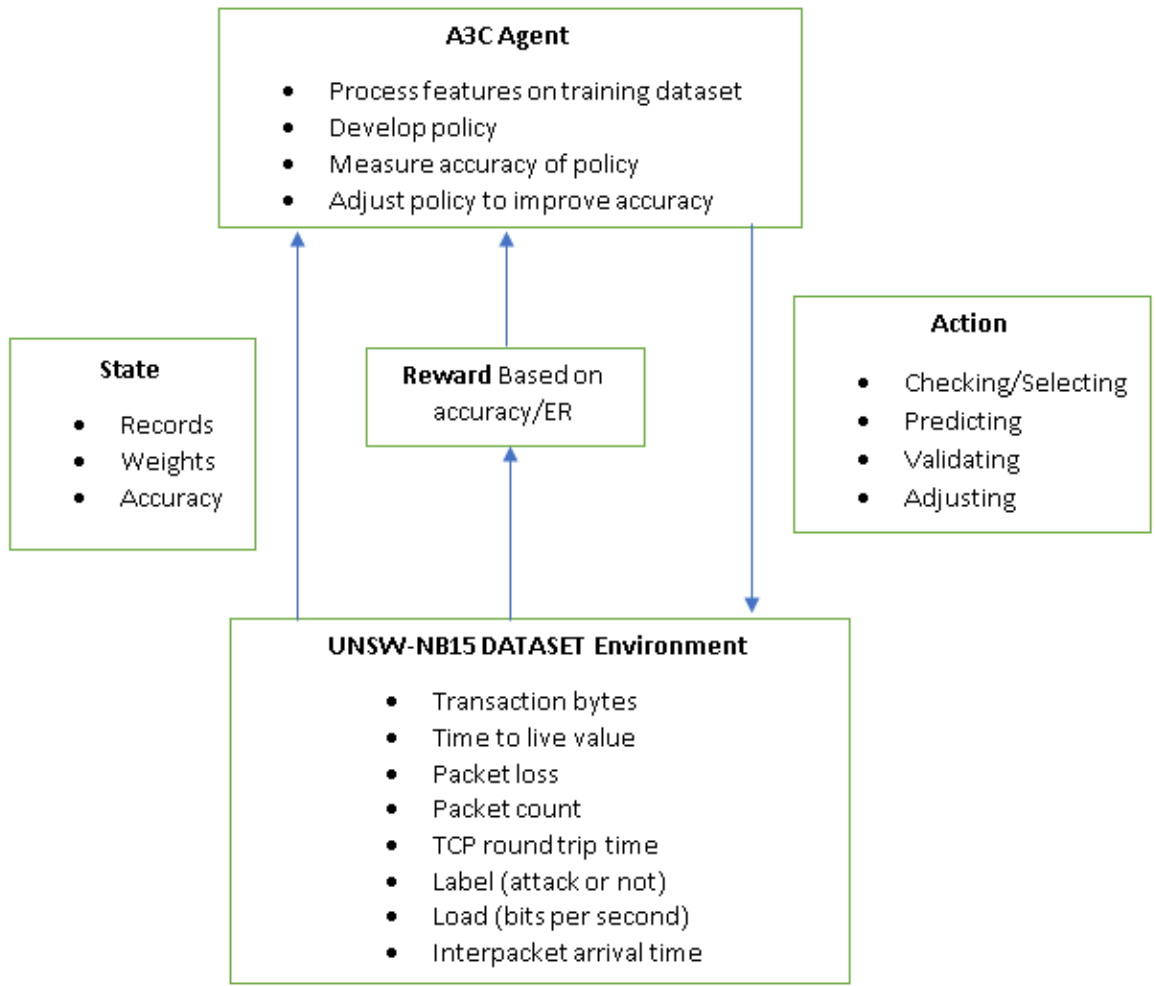 A3C Agent
• Process features on training dataset
• Develop policy
• Measure accuracy of policy
• Adjust policy to improve accuracy
State
• Records
• Weights
• Accuracy
Reward Based on
accuracy/ER
Action
• Checking/Selecting
• Predicting
• Validating
• Adjusting
UNSW-NB15 DATASET Environment
• Transaction bytes
• Time to live value
• Packet loss
• Packet count
• TCP round trip time
• Label (attack or not)
• Load (bits per second)
• Interpacket arrival time